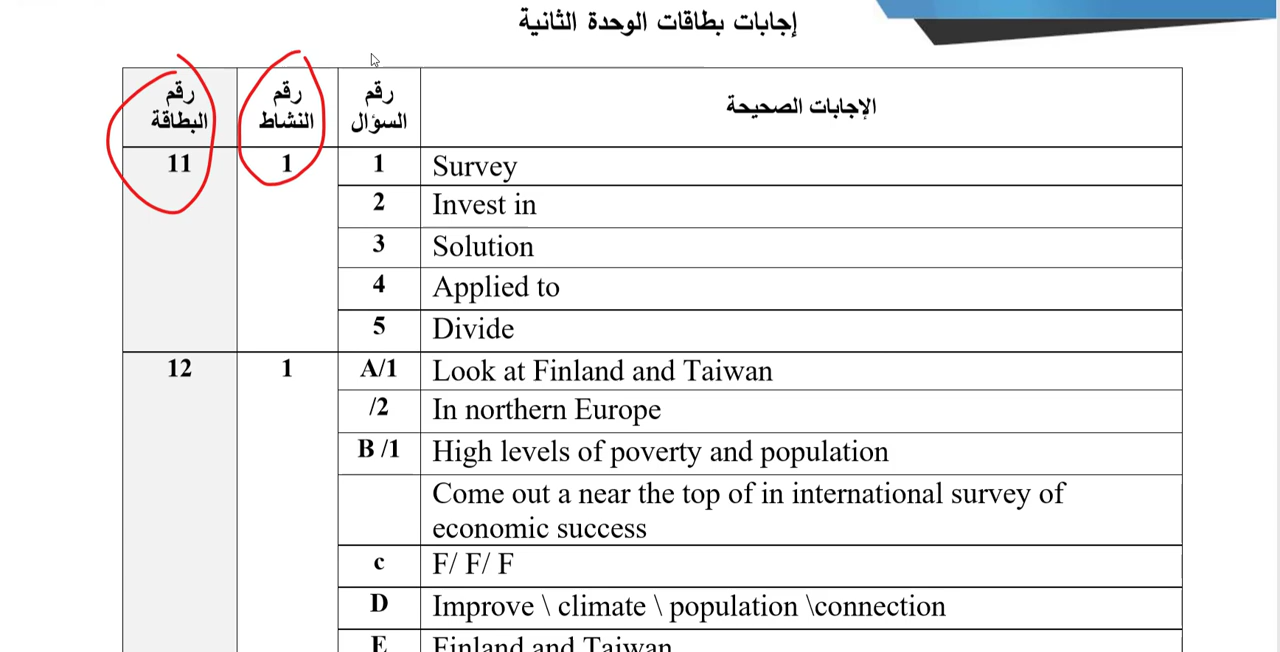 إجابات بطاقات الوحدة الثانية
رقم البطاقة | رقم النشاط | رقم السؤال | الإجابات الصحيحة
11 | 1 | 1 | Survey
2 | Invest in
3 | Solution
4 | Applied to
5 | Divide
12 | 1 | A/1 | Look at Finland and Taiwan
/2 | In northern Europe
B /1 | High levels of poverty and population
Come out a near the top of in international survey of
economic success
c | F/ F/ F
D | Improve \ climate \ population \connection
E | Finland and Taiwan